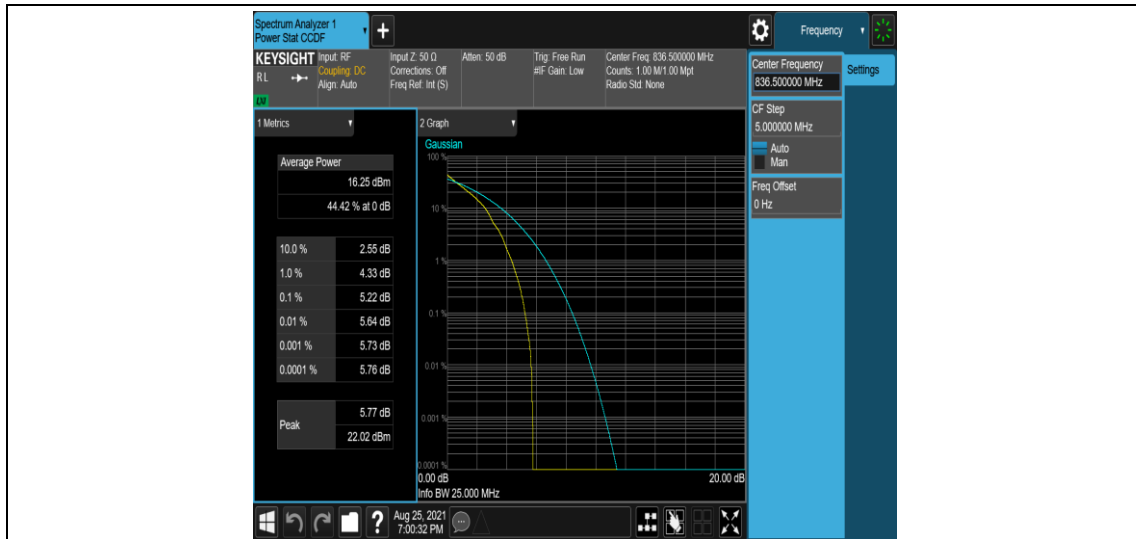 Spectrum Analyzer 1
Power Stat CCDF
+
Frequency
KEYSIGHT
RL
LXI
Input: RF
Coupling: DC
Align: Auto
Input Z: 50 Ω
Corrections: Off
Freq Ref: Int (S)
Atten: 50 dB
Trig: Free Run
#IF Gain: Low
Center Freq: 836.500000 MHz
Counts: 1.00 M/1.00 Mpt
Radio Std: None
Center Frequency
836.500000 MHz
Settings
CF Step
5.000000 MHz
Auto
Man
Freq Offset
0 Hz
1 Metrics
Average Power
16.25 dBm
44.42 % at 0 dB
10.0 % 2.55 dB
1.0 % 4.33 dB
0.1 % 5.22 dB
0.01 % 5.64 dB
0.001 % 5.73 dB
0.0001 % 5.76 dB
Peak
5.77 dB
22.02 dBm
2 Graph
Gaussian
100 %
10 %
1 %
0.1 %
0.01 %
0.001 %
0.0001 %
0.00 dB 20.00 dB
Info BW 25.000 MHz
?
Aug 25, 2021
7:00:32 PM